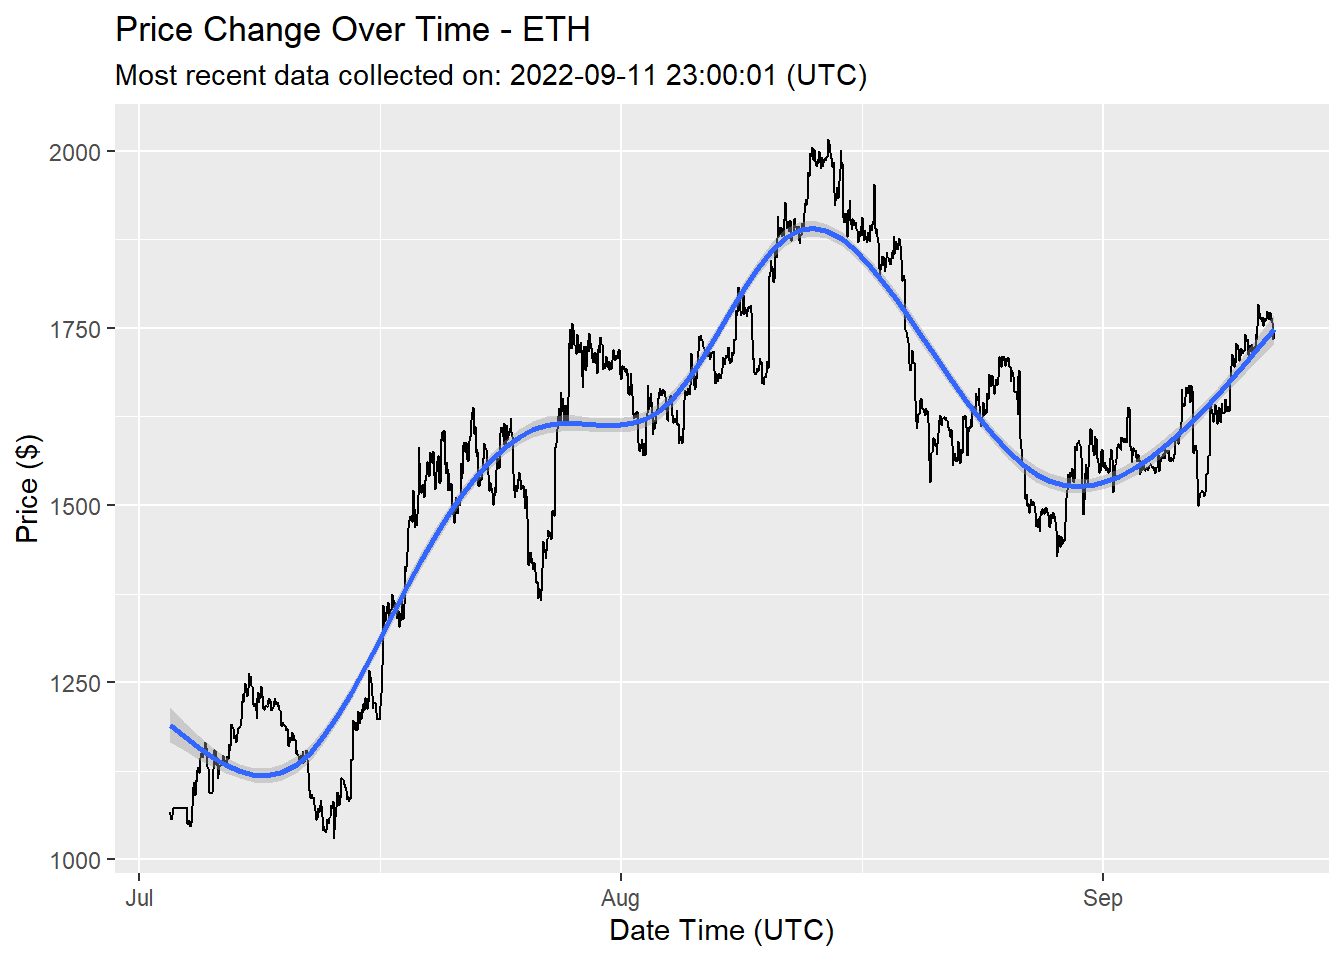 Price Change Over Time - ETH
Most recent data collected on: 2022-09-11 23:00:01 (UTC)
Price ($)
2000
1750
1500
1250
1000
Jul
Aug
Sep
Date Time (UTC)